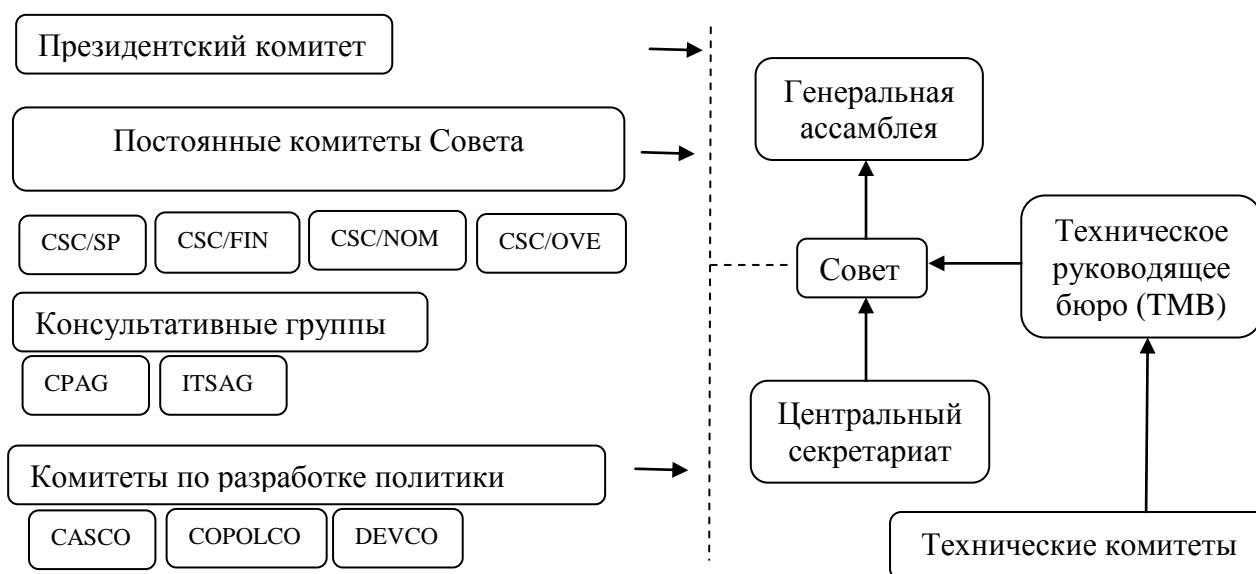 Президентский комитет
Постоянные комитеты Совета
CSC/SP
CSC/FIN
CSC/NOM
CSC/OVE
Консультативные группы
CPAG
ITSAG
Комитеты по разработке политики
CASCO
COPOLCO
DEVCO
Генеральная
ассамблея
Совет
Техническое
руководящее
бюро (ТМВ)
Центральный
секретариат
Технические комитеты